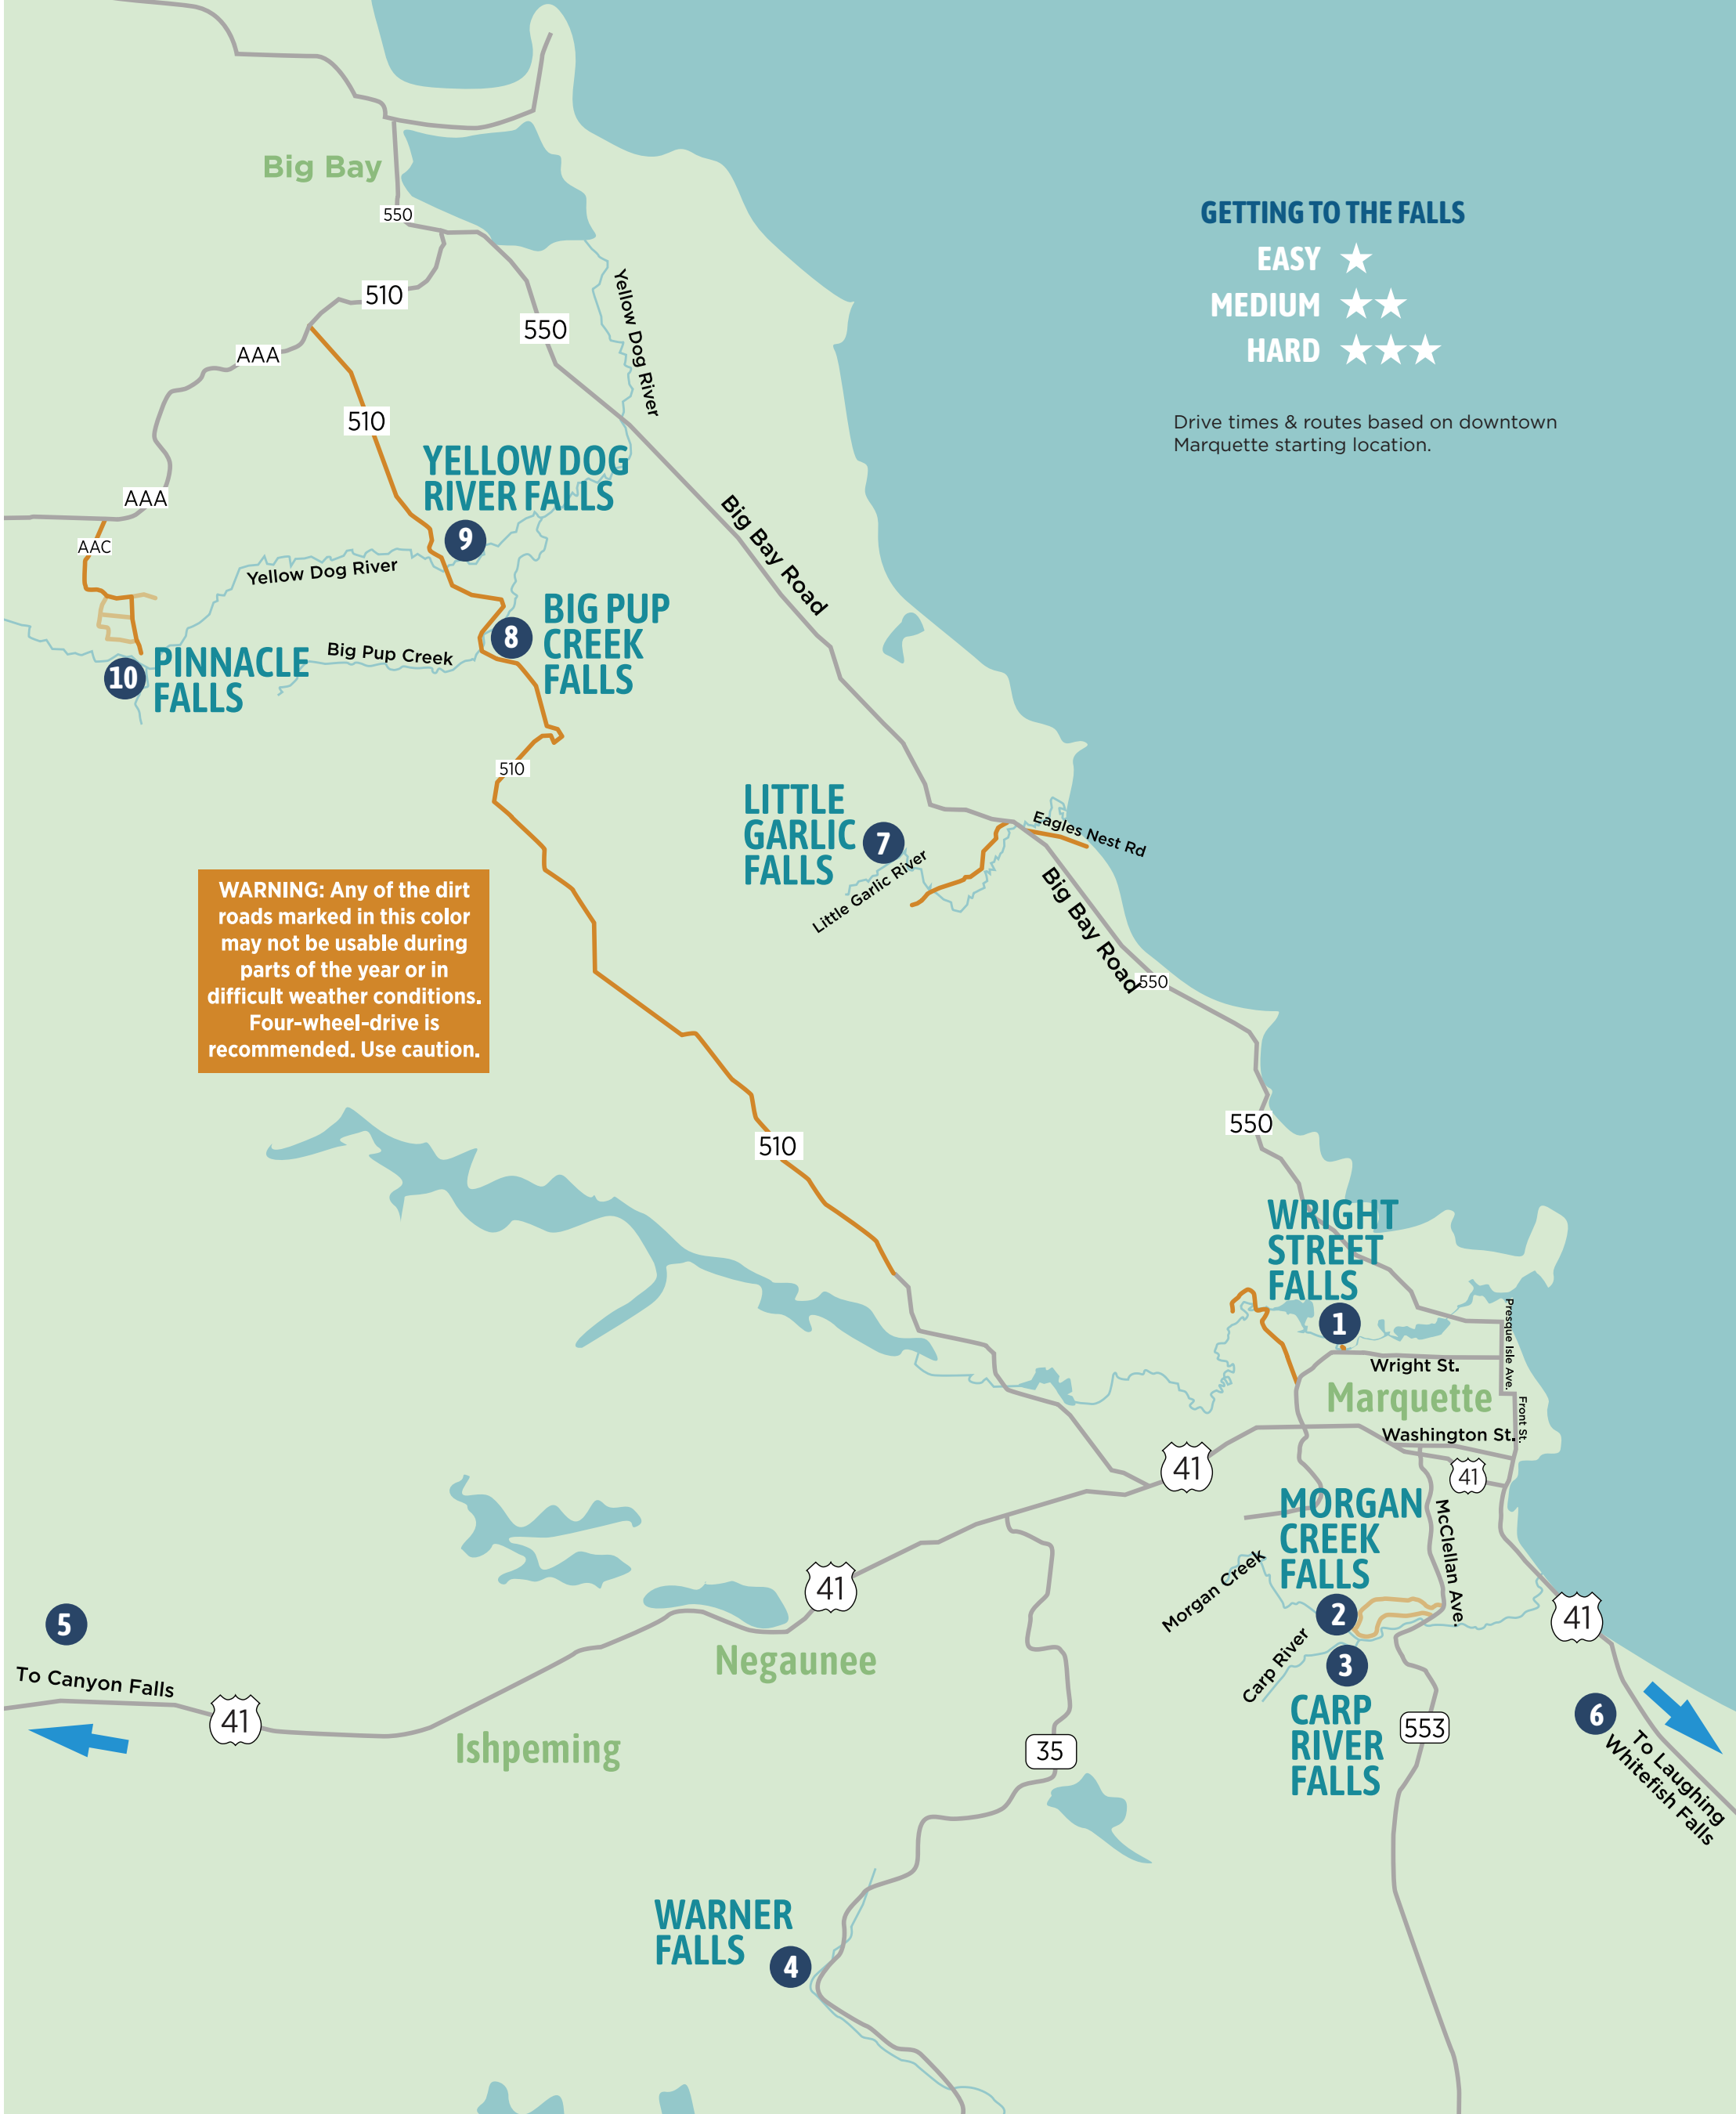 Big Bay
550
510
550
Yellow Dog River
AAA
510
AAA
AAC
YELLOW DOG
RIVER FALLS
9
Yellow Dog River
Big Bay Road
BIG PUP
CREEK
FALLS
8
Big Pup Creek
10
PINNACLE
FALLS
510
GETTING TO THE FALLS
EASY ★
MEDIUM ★★
HARD ★★★
Drive times & routes based on downtown
Marquette starting location.
LITTLE
GARLIC
FALLS
7
Little Garlic River
Eagles Nest Rd
Big Bay Road
550
WARNING: Any of the dirt
roads marked in this color
may not be usable during
parts of the year or in
difficult weather conditions.
Four-wheel-drive is
recommended. Use caution.
510
550
WRIGHT
STREET
FALLS
1
Presque Isle Ave.
Wright St.
Marquette
Front St.
Washington St.
41
41
MORGAN
CREEK
FALLS
McClellan Ave.
Morgan Creek
2
41
41
5
To Canyon Falls
41
Negaunee
Ishpeming
Carp River
3
CARP
RIVER
FALLS
553
6
To Laughing
Whitefish Falls
35
WARNER
FALLS
4